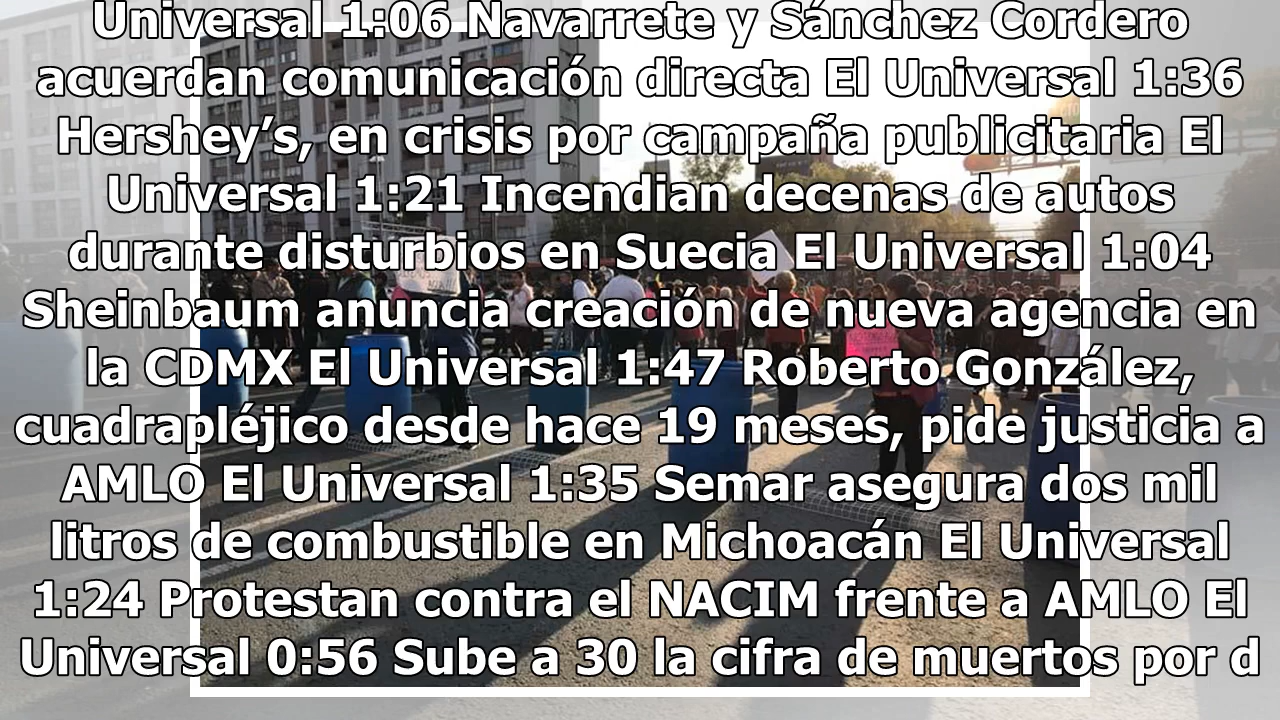 Universal 1:06 Navarrete y Sánchez Cordero
acuerdan comunicación directa El Universal 1:36
Hershey’s, en crisis por campaña publicitaria El
Universal 1:21 Incendian decenas de autos
durante disturbios en Suecia El Universal 1:04
Sheinbaum anuncia creación de nueva agencia en
la CDMX El Universal 1:47 Roberto González,
cuadrapléjico desde hace 19 meses, pide justicia a
AMLO El Universal 1:35 Semar asegura dos mil
litros de combustible en Michoacán El Universal
1:24 Protestan contra el NACIM frente a AMLO El
Universal 0:56 Sube a 30 la cifra de muertos por d